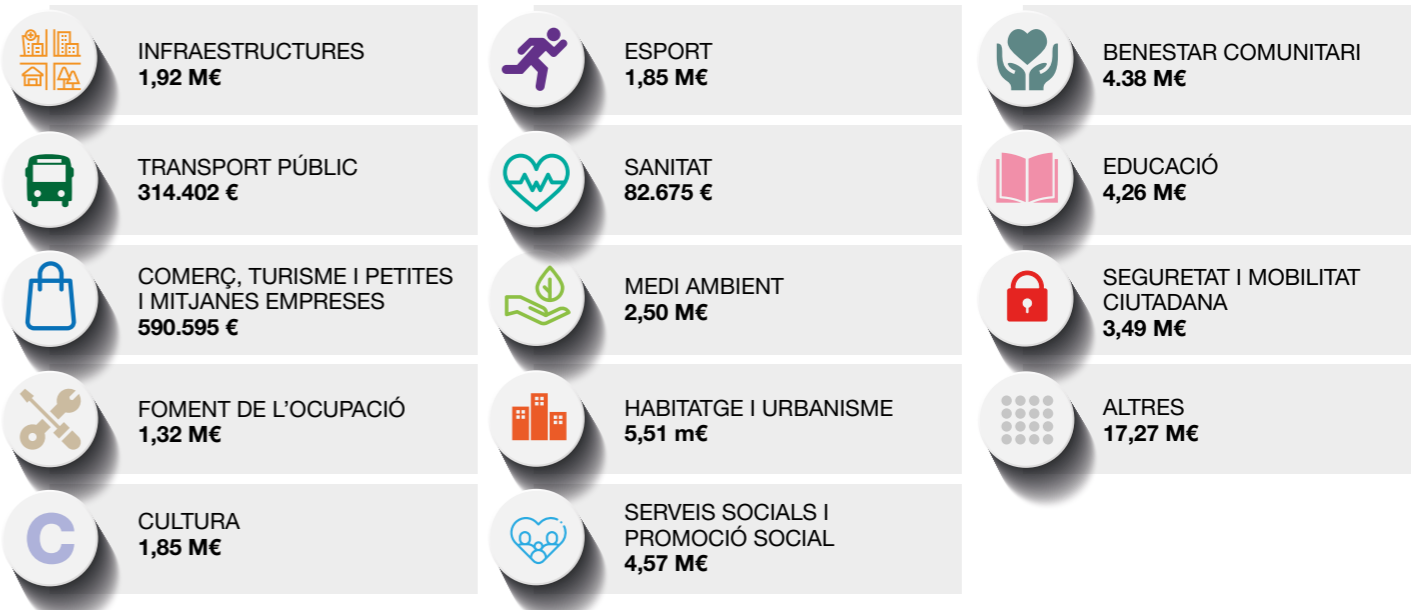 INFRAESTRUCTURES
1,92 M€
TRANSPORT PÚBLIC
314.402 €
COMERÇ, TURISME I PETITES
I MITJANES EMPRESES
590.595 €
FOMENT DE L'OCUPACIÓ
1,32 M€
C
CULTURA
1,85 M€
ESPORT
1,85 M€
SANITAT
82.675 €
MEDI AMBIENT
2,50 M€
HABITATGE I URBANISME
5,51 m€
SERVEIS SOCIALS I
PROMOCIÓ SOCIAL
4,57 M€
BENESTAR COMUNITARI
4.38 M€
EDUCACIÓ
4,26 M€
SEGURETAT I MOBILITAT
CIUTADANA
3,49 M€
ALTRES
17,27 M€